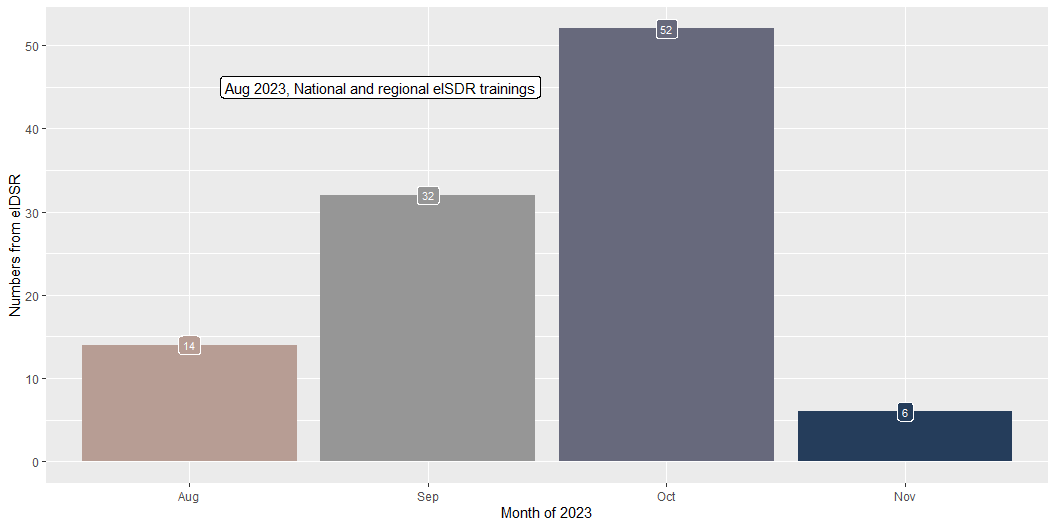 52
50
Aug 2023, National and regional eISDR trainings
40
32
30
20
14
10
6
0
Numbers from eIDSR
Aug Sep Oct Nov
Month of 2023